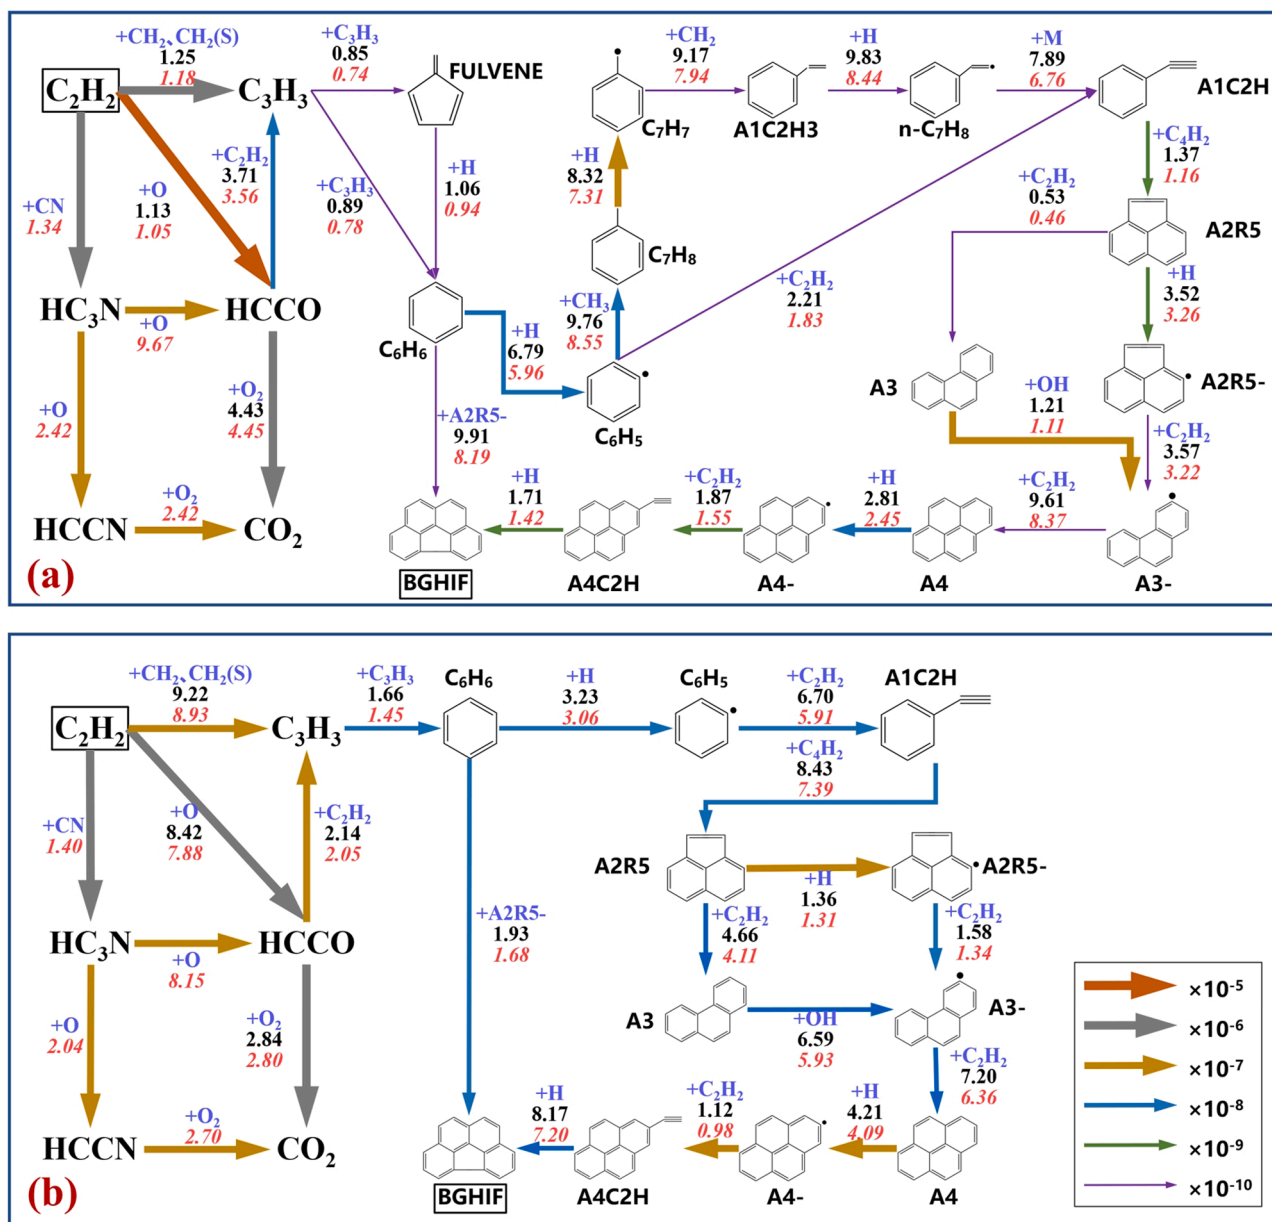 +CH₂、CH₂(S)
1.25
1.18
C₂H₂
C₃H₃
+C₃H₃
0.85
0.74
FULVENE
+CN
1.34
+O
1.13
1.05
+C₂H₂
3.71
3.56
+C₃H₃
0.89
0.78
+H
1.06
0.94
C₇H₇
+CH₂
9.17
7.94
A1C2H3
+H
9.83
8.44
n-C₇H₈
+M
7.89
6.76
A1C2H
+H
8.32
7.31
C₇H₈
+C₄H₂
1.37
1.16
+C₂H₂
0.53
0.46
A2R5
HC₃N
+O
9.67
HCCO
C₆H₆
+H
6.79
5.96
+CH₃
9.76
8.55
C₆H₅
+C₂H₂
2.21
1.83
+H
3.52
3.26
A3
A2R5-
+OH
1.21
1.11
+C₂H₂
3.57
3.22
+O
2.42
+O₂
4.43
4.45
+A2R5-
9.91
8.19
HCCN
+O₂
2.42
CO₂
BGHIF
+H
1.71
1.42
A4C2H
+C₂H₂
1.87
1.55
A4-
+H
2.81
2.45
A4
+C₂H₂
9.61
8.37
A3-
(a)
+CH₂、CH₂(S)
9.22
8.93
C₂H₂
C₃H₃
+C₃H₃
1.66
1.45
C₆H₆
+H
3.23
3.06
C₆H₅
+C₂H₂
6.70
5.91
A1C2H
+C₄H₂
8.43
7.39
+CN
1.40
+O
8.42
7.88
+C₂H₂
2.14
2.05
A2R5
+H
1.36
1.31
A2R5-
HC₃N
+O
8.15
HCCO
+A2R5-
1.93
1.68
+C₂H₂
4.66
4.11
+C₂H₂
1.58
1.34
A3
+OH
6.59
5.93
A3-
+O
2.04
+O₂
2.84
2.80
+C₂H₂
7.20
6.36
HCCN
+O₂
2.70
CO₂
BGHIF
+H
8.17
7.20
A4C2H
+C₂H₂
1.12
0.98
A4-
+H
4.21
4.09
A4
(b)
×10⁻⁵
×10⁻⁶
×10⁻⁷
×10⁻⁸
×10⁻⁹
×10⁻¹⁰